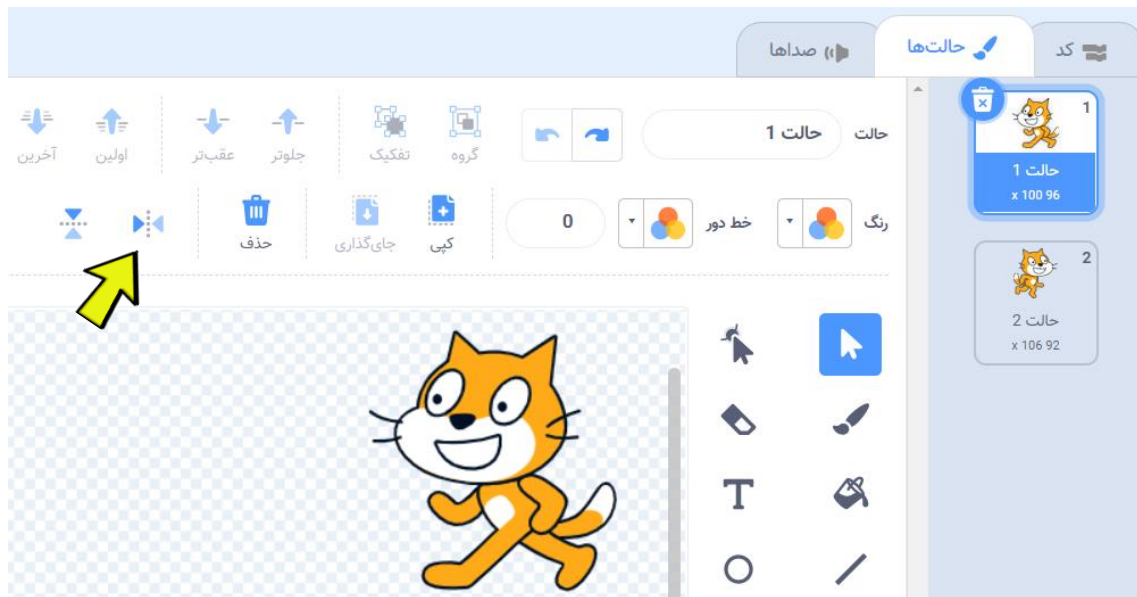 کد
حالت‌ها
صداها
حالت
حالت 1
گروه
تفکیک
جلوتر
عقب‌تر
اولین
آخرین
رنگ
خط دور
0
کپی
جای‌گذاری
حذف
T
1
حالت 1
96 x 100
2
حالت 2
92 x 106